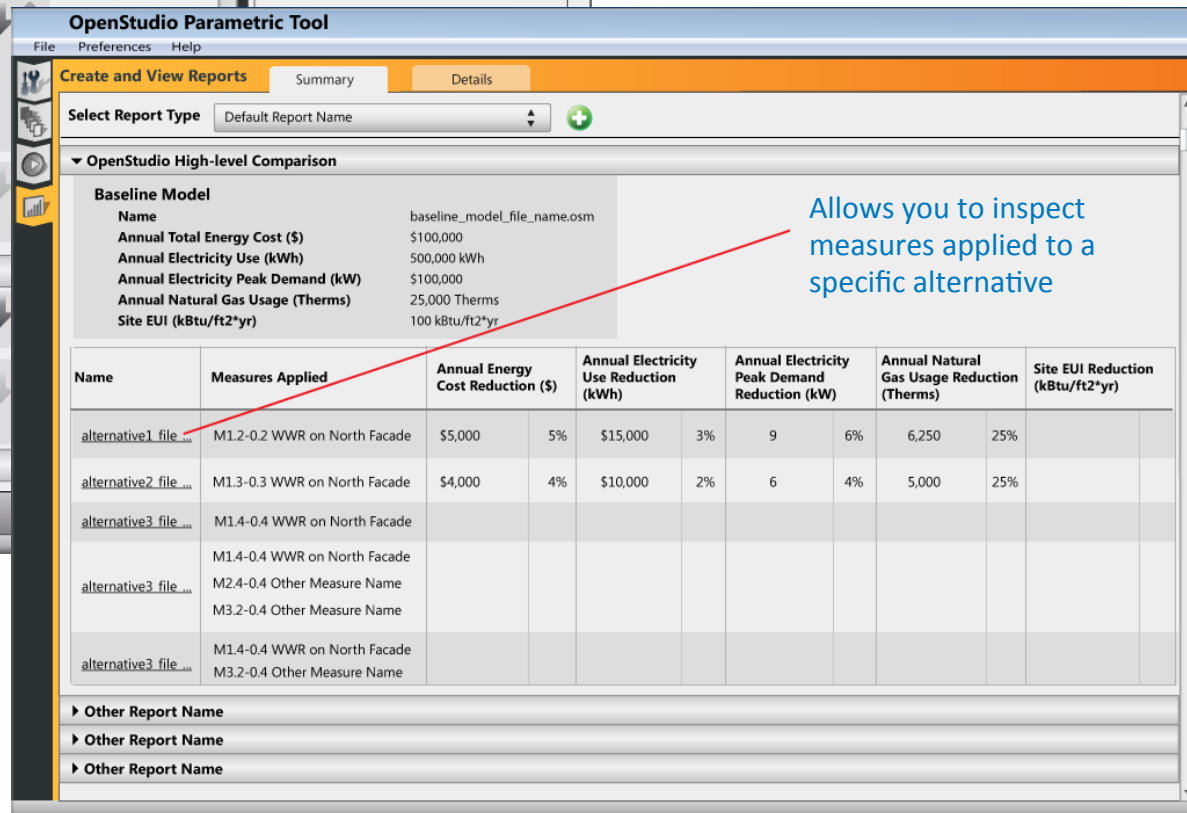 OpenStudio Parametric Tool
File Preferences Help
Create and View Reports Summary Details
Select Report Type Default Report Name
OpenStudio High-level Comparison
Baseline Model
Name baseline_model_file_name.osm
Annual Total Energy Cost ($) $100,000
Annual Electricity Use (kWh) 500,000 kWh
Annual Electricity Peak Demand (kW) $100,000
Annual Natural Gas Usage (Therms) 25,000 Therms
Site EUI (kBtu/ft2*yr) 100 kBtu/ft2*yr
Allows you to inspect
measures applied to a
specific alternative
Name
Measures Applied
Annual Energy
Cost Reduction ($)
Annual Electricity
Use Reduction
(kWh)
Annual Electricity
Peak Demand
Reduction (kW)
Annual Natural
Gas Usage Reduction
(Therms)
Site EUI Reduction
(kBtu/ft2*yr)
alternative1_file_... M1.2-0.2 WWR on North Facade $5,000 5% $15,000 3% 9 6% 6,250 25%
alternative2_file_... M1.3-0.3 WWR on North Facade $4,000 4% $10,000 2% 6 4% 5,000 25%
alternative3_file_... M1.4-0.4 WWR on North Facade
alternative3_file_...
M1.4-0.4 WWR on North Facade
M2.4-0.4 Other Measure Name
M3.2-0.4 Other Measure Name
alternative3_file_...
M1.4-0.4 WWR on North Facade
M3.2-0.4 Other Measure Name
Other Report Name
Other Report Name
Other Report Name